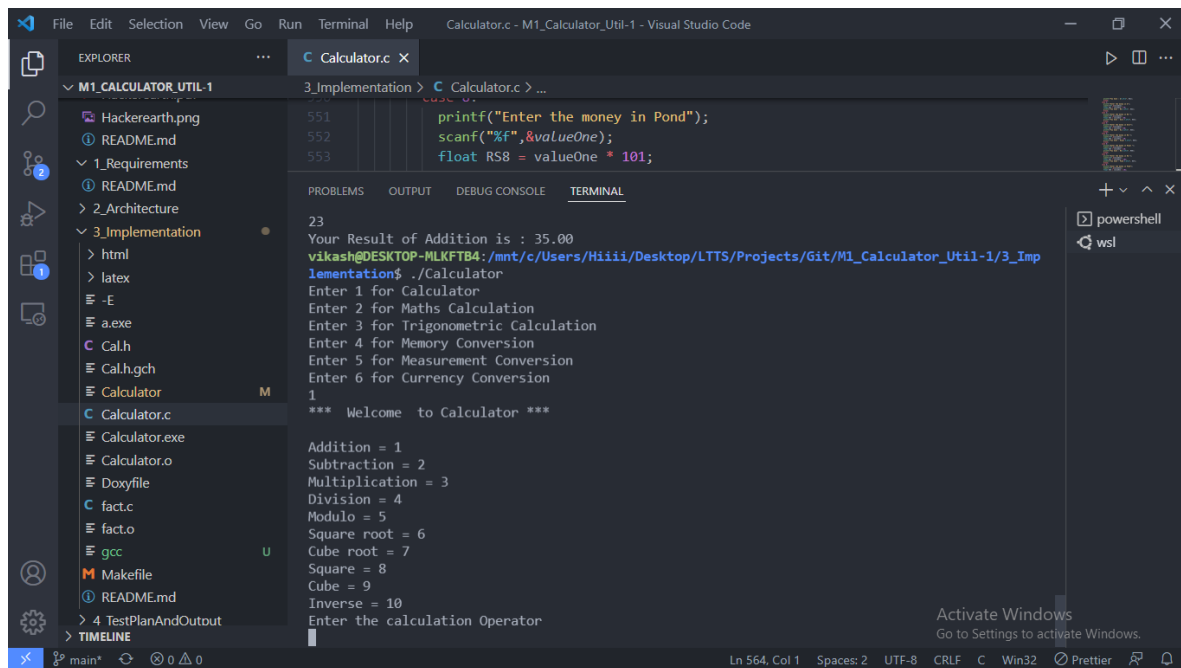 File Edit Selection View Go Run Terminal Help Calculator.c - M1_Calculator_Util-1 - Visual Studio Code
EXPLORER
M1_CALCULATOR_UTIL-1
Hackerearth.png
README.md
1_Requirements
README.md
2_Architecture
3_Implementation
html
latex
-E
a.exe
Cal.h
Cal.h.gch
Calculator M
Calculator.c
Calculator.exe
Calculator.o
Doxyfile
fact.c
fact.o
gcc U
Makefile
README.md
4_TestPlanAndOutput
TIMELINE
2
1
C Calculator.c
3_Implementation > C Calculator.c > ...
551 printf("Enter the money in Pond");
552 scanf("%f",&valueOne);
553 float RS8 = valueOne * 101;
PROBLEMS OUTPUT DEBUG CONSOLE TERMINAL
23
Your Result of Addition is : 35.00
vikash@DESKTOP-MLKFTB4:/mnt/c/Users/Hiiii/Desktop/LTTS/Projects/Git/M1_Calculator_Util-1/3_Imp
lementation$ ./Calculator
Enter 1 for Calculator
Enter 2 for Maths Calculation
Enter 3 for Trigonometric Calculation
Enter 4 for Memory Conversion
Enter 5 for Measurement Conversion
Enter 6 for Currency Conversion
1
*** Welcome to Calculator ***
Addition = 1
Subtraction = 2
Multiplication = 3
Division = 4
Modulo = 5
Square root = 6
Cube root = 7
Square = 8
Cube = 9
Inverse = 10
Enter the calculation Operator
powershell
wsl
Activate Windows
Go to Settings to activate Windows.
main* 0 0 Ln 564, Col 1 Spaces: 2 UTF-8 CRLF C Win32 Prettier